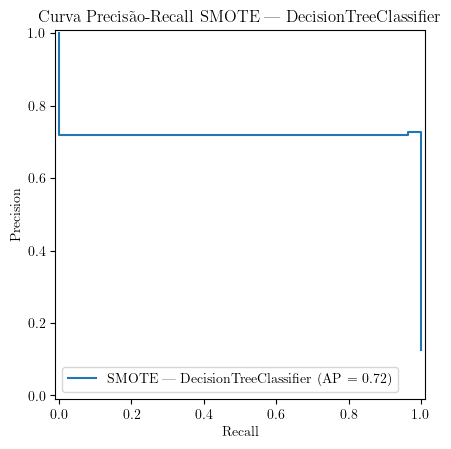 Curva Precisão-Recall SMOTE — DecisionTreeClassifier
1.0
0.8
0.6
0.4
0.2
0.0
Precision
SMOTE — DecisionTreeClassifier (AP = 0.72)
0.0 0.2 0.4 0.6 0.8 1.0
Recall